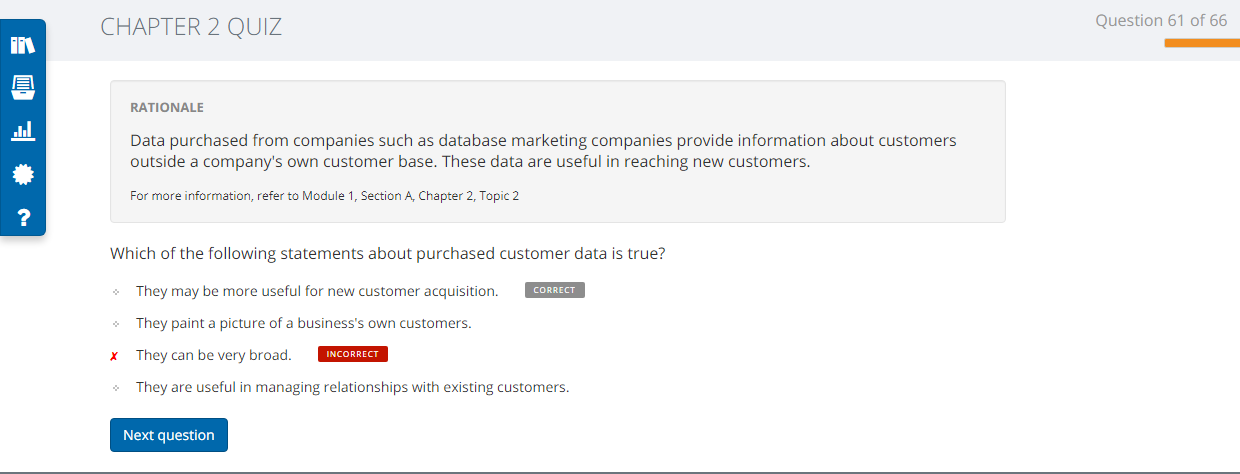 CHAPTER 2 QUIZ
Question 61 of 66
RATIONALE
Data purchased from companies such as database marketing companies provide information about customers
outside a company's own customer base. These data are useful in reaching new customers.
For more information, refer to Module 1, Section A, Chapter 2, Topic 2
?
Which of the following statements about purchased customer data is true?
They may be more useful for new customer acquisition. CORRECT
They paint a picture of a business's own customers.
✗ They can be very broad. INCORRECT
They are useful in managing relationships with existing customers.
Next question